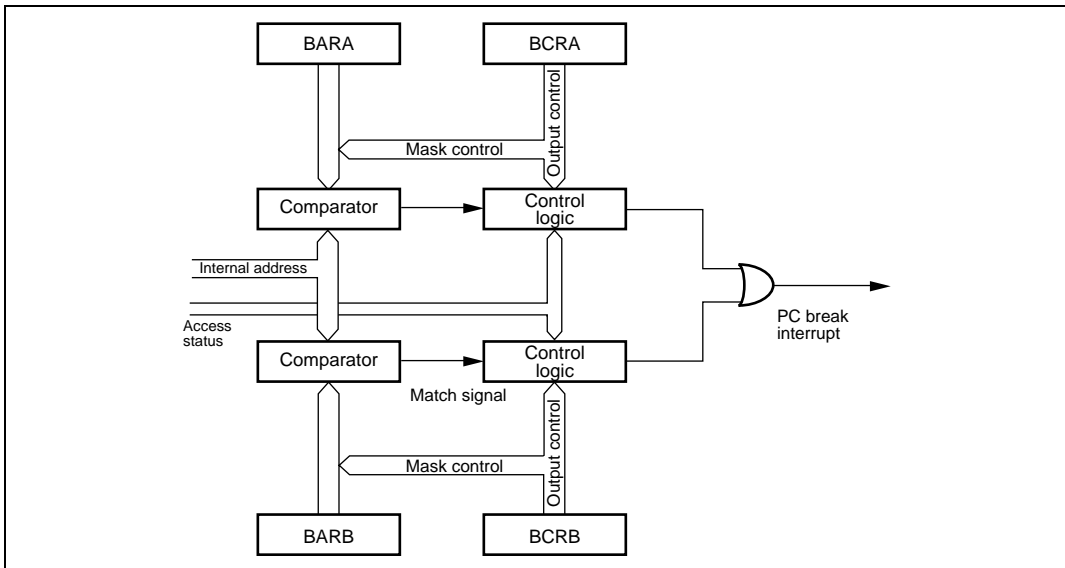 BARA
BCRA
Output control
Mask control
Comparator
Control
logic
Internal address
Access
status
PC break
interrupt
Comparator
Control
logic
Match signal
Mask control
Output control
BARB
BCRB